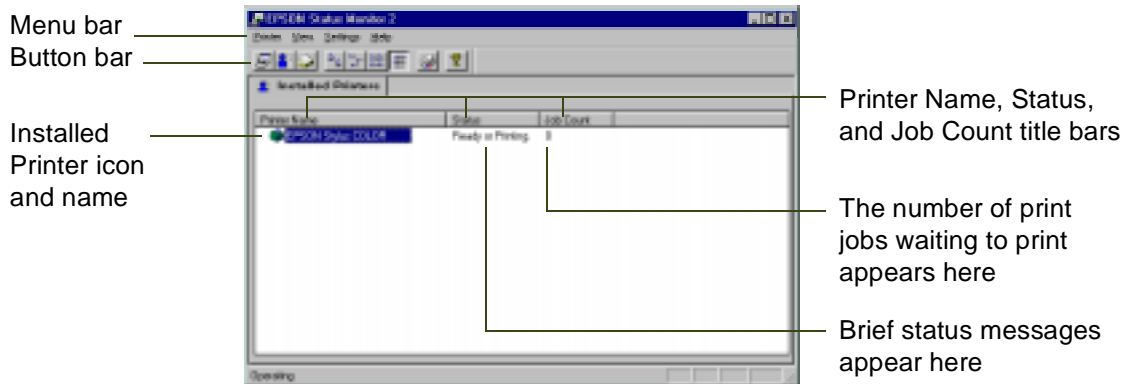 EPSON Status Monitor 2
Menu bar
Printer View Settings Help
Button bar
Installed Printers
Printer Name Status Job Count
Printer Name, Status,
and Job Count title bars
Installed
Printer icon
and name
EPSON Stylus COLOR Ready or Printing. 0
The number of print
jobs waiting to print
appears here
Brief status messages
appear here
Operating